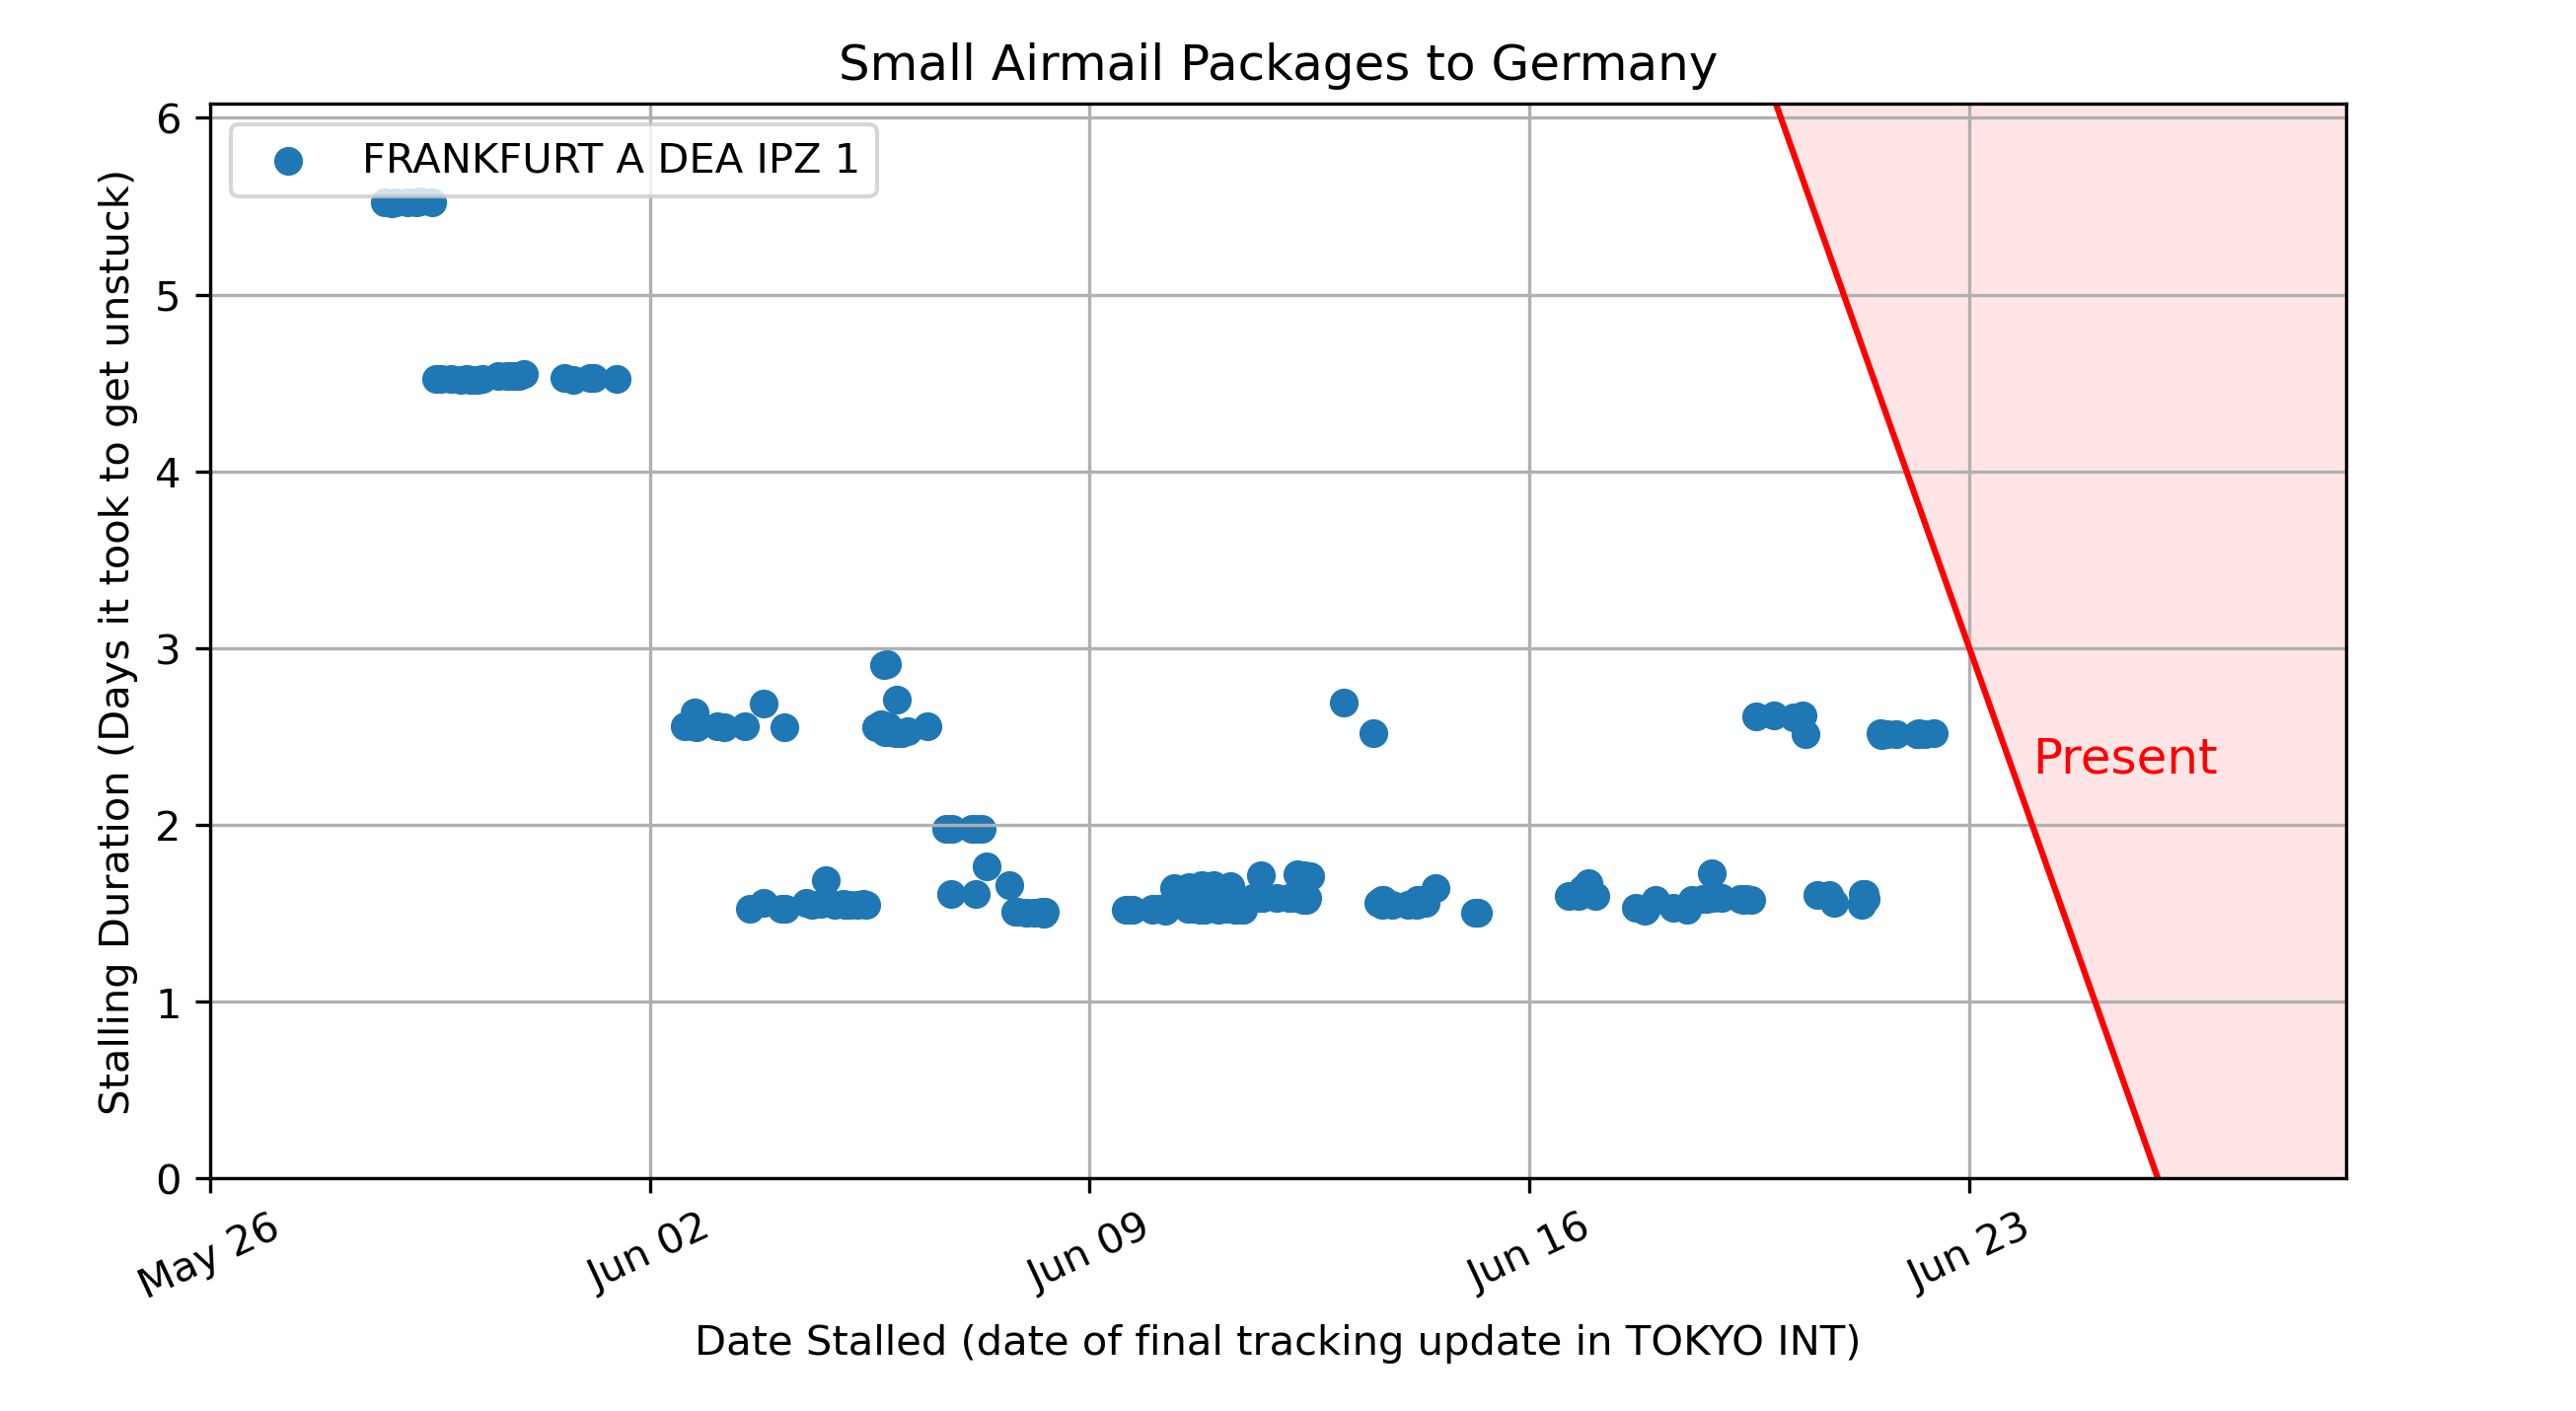 Small Airmail Packages to Germany
FRANKFURT A DEA IPZ 1
Stalling Duration (Days it took to get unstuck)
6
5
4
3
2
1
0
Present
May 26
Jun 02
Jun 09
Jun 16
Jun 23
Date Stalled (date of final tracking update in TOKYO INT)